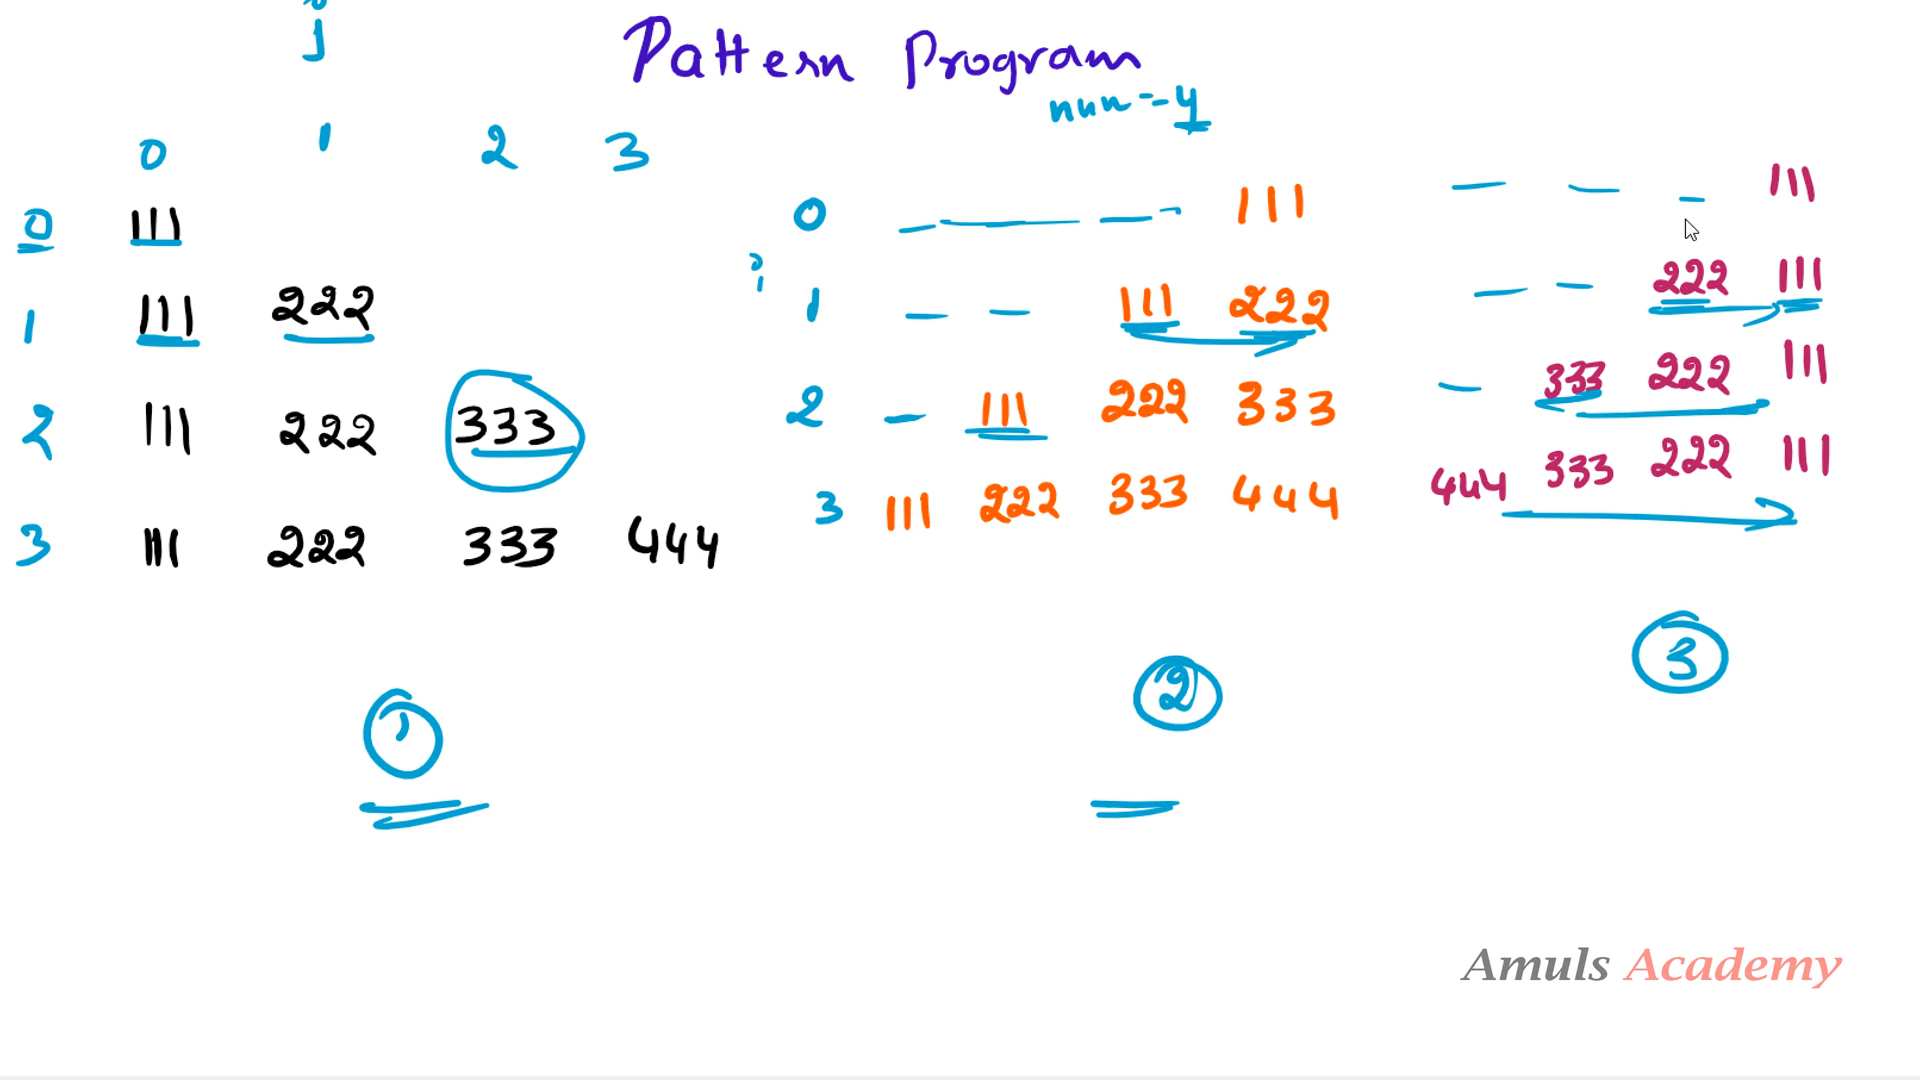 j
Pattern Program
num = 4
0 1 2 3
0 111
1 111 222
2 111 222 333
3 111 222 333 444
1
i
0 — — — 111
1 — — 111 222
2 — 111 222 333
3 111 222 333 444
2
— — — 111
— — 222 111
— 333 222 111
444 333 222 111
3
Amuls Academy